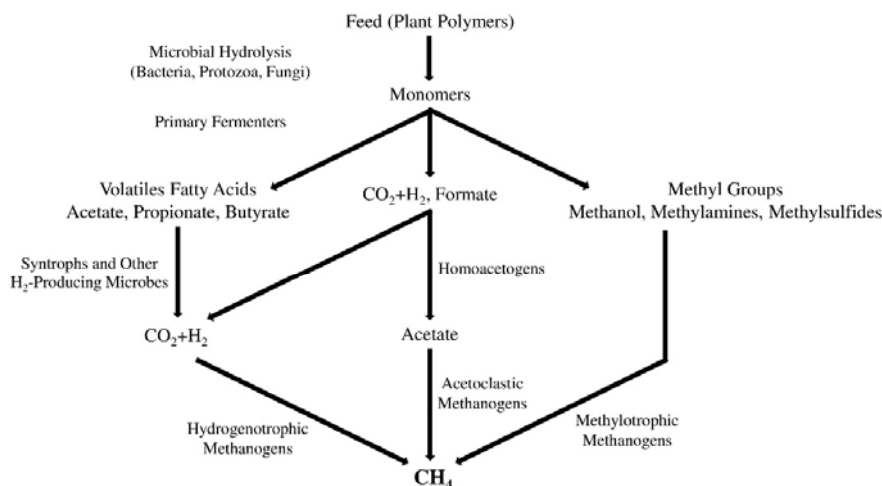 Feed (Plant Polymers)
Microbial Hydrolysis
(Bacteria, Protozoa, Fungi)
Monomers
Primary Fermenters
Volatiles Fatty Acids
Acetate, Propionate, Butyrate
CO₂+H₂, Formate
Methyl Groups
Methanol, Methylamines, Methylsulfides
Syntrophs and Other
H₂-Producing Microbes
Homoacetogens
CO₂+H₂
Acetate
Acetoclastic
Methanogens
Hydrogenotrophic
Methanogens
Methylotrophic
Methanogens
CH₄